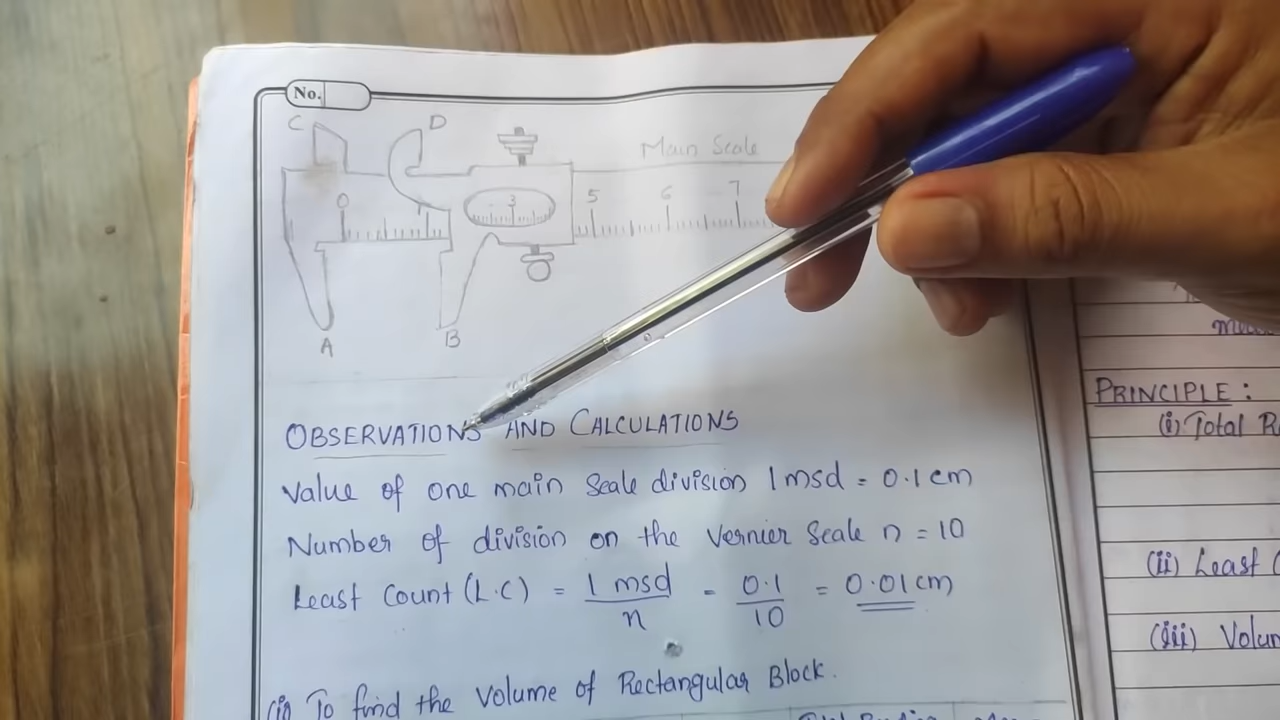 No.
C
D
Main Scale
0
3
5
6
7
A
B
OBSERVATIONS AND CALCULATIONS
Value of one main Scale division 1 msd = 0.1 cm
Number of division on the Vernier Scale n = 10
Least Count (L.C) = 1 msd / n = 0.1 / 10 = 0.01 cm
(i) To find the Volume of Rectangular Block.
PRINCIPLE :
(i) Total
(ii) Least
(iii)